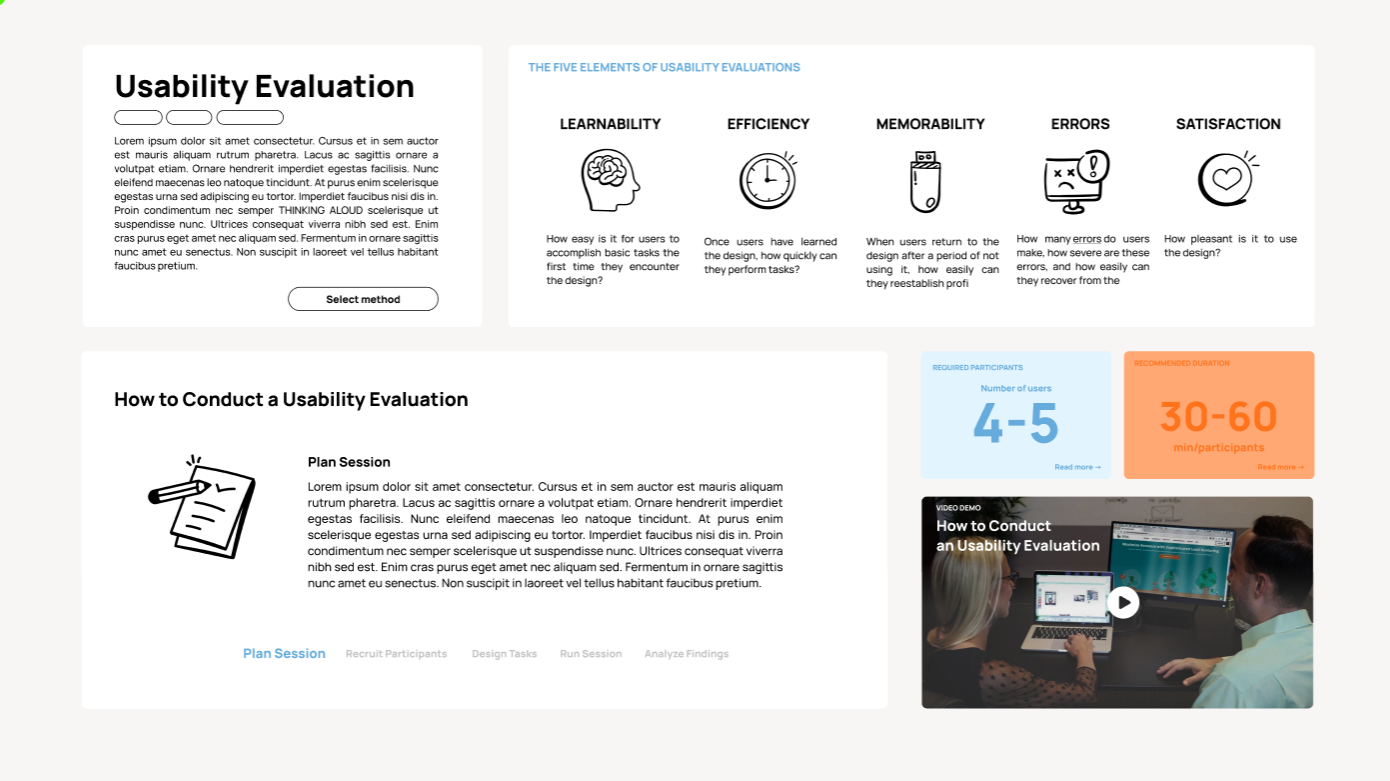 Usability Evaluation
Lorem ipsum dolor sit amet consectetur. Cursus et in sem auctor
est mauris aliquam rutrum pharetra. Lacus ac sagittis ornare a
volutpat etiam. Ornare hendrerit imperdiet egestas facilisis. Nunc
eleifend maecenas leo natoque tincidunt. At purus enim scelerisque
egestas urna sed adipiscing eu tortor. Imperdiet faucibus nisi dis in.
Proin condimentum nec semper THINKING ALOUD scelerisque ut
suspendisse nunc. Ultrices consequat viverra nibh sed est. Enim
cras purus eget amet nec aliquam sed. Fermentum in ornare sagittis
nunc amet eu senectus. Non suscipit in laoreet vel tellus habitant
faucibus pretium.
Select method
THE FIVE ELEMENTS OF USABILITY EVALUATIONS
LEARNABILITY
How easy is it for users to
accomplish basic tasks the
first time they encounter
the design?
EFFICIENCY
Once users have learned
the design, how quickly can
they perform tasks?
MEMORABILITY
When users return to the
design after a period of not
using it, how easily can
they reestablish profi
ERRORS
How many errors do users
make, how severe are these
errors, and how easily can
they recover from the
SATISFACTION
How pleasant is it to use
the design?
How to Conduct a Usability Evaluation
Plan Session
Lorem ipsum dolor sit amet consectetur. Cursus et in sem auctor est mauris aliquam
rutrum pharetra. Lacus ac sagittis ornare a volutpat etiam. Ornare hendrerit imperdiet
egestas facilisis. Nunc eleifend maecenas leo natoque tincidunt. At purus enim
scelerisque egestas urna sed adipiscing eu tortor. Imperdiet faucibus nisi dis in. Proin
condimentum nec semper scelerisque ut suspendisse nunc. Ultrices consequat viverra
nibh sed est. Enim cras purus eget amet nec aliquam sed. Fermentum in ornare sagittis
nunc amet eu senectus. Non suscipit in laoreet vel tellus habitant faucibus pretium.
Plan Session Recruit Participants Design Tasks Run Session Analyze Findings
REQUIRED PARTICIPANTS
Number of users
4-5
Read more →
RECOMMENDED DURATION
30-60
min/participants
Read more →
VIDEO DEMO
How to Conduct
an Usability Evaluation